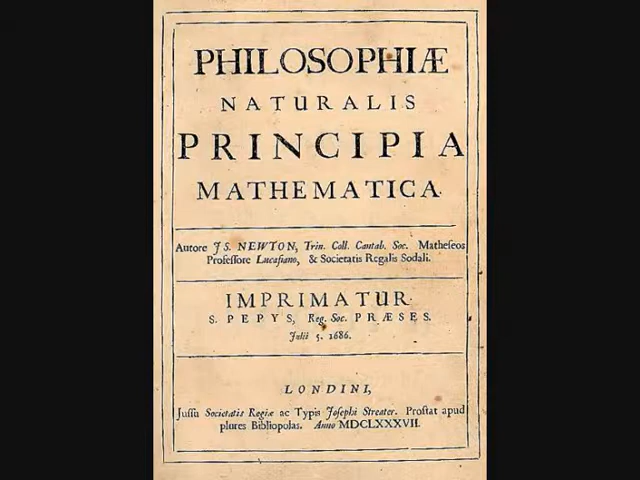 PHILOSOPHIÆ
NATURALIS
PRINCIPIA
MATHEMATICA.
Autore JS. NEWTON, Trin. Coll. Cantab. Soc. Matheseos
Professore Lucasiano, & Societatis Regalis Sodali.
IMPRIMATUR.
S. PEPYS, Reg. Soc. PRÆSES.
Julii 5. 1686.
LONDINI,
Jussu Societatis Regiæ ac Typis Josephi Streater. Prostat apud
plures Bibliopolas. Anno MDCLXXXVII.